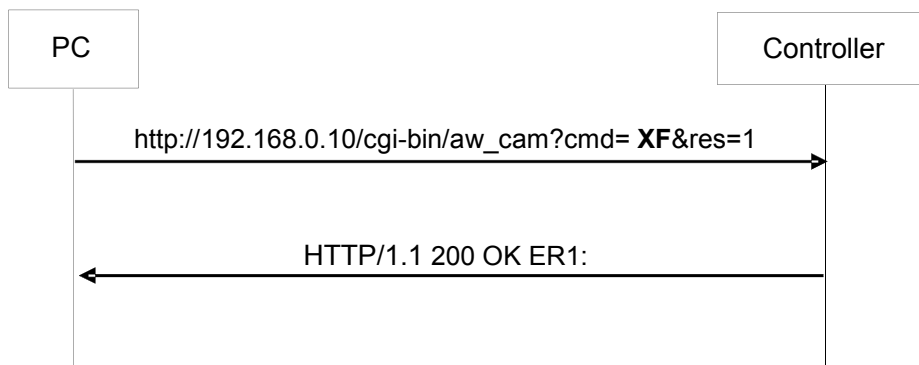 PC
Controller
http://192.168.0.10/cgi-bin/aw_cam?cmd= XF&res=1
HTTP/1.1 200 OK ER1: